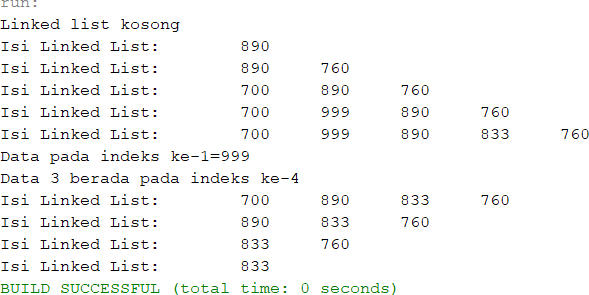 run:
Linked list kosong
Isi Linked List: 890
Isi Linked List: 890 760
Isi Linked List: 700 890 760
Isi Linked List: 700 999 890 760
Isi Linked List: 700 999 890 833 760
Data pada indeks ke-1=999
Data 3 berada pada indeks ke-4
Isi Linked List: 700 890 833 760
Isi Linked List: 890 833 760
Isi Linked List: 833 760
Isi Linked List: 833
BUILD SUCCESSFUL (total time: 0 seconds)